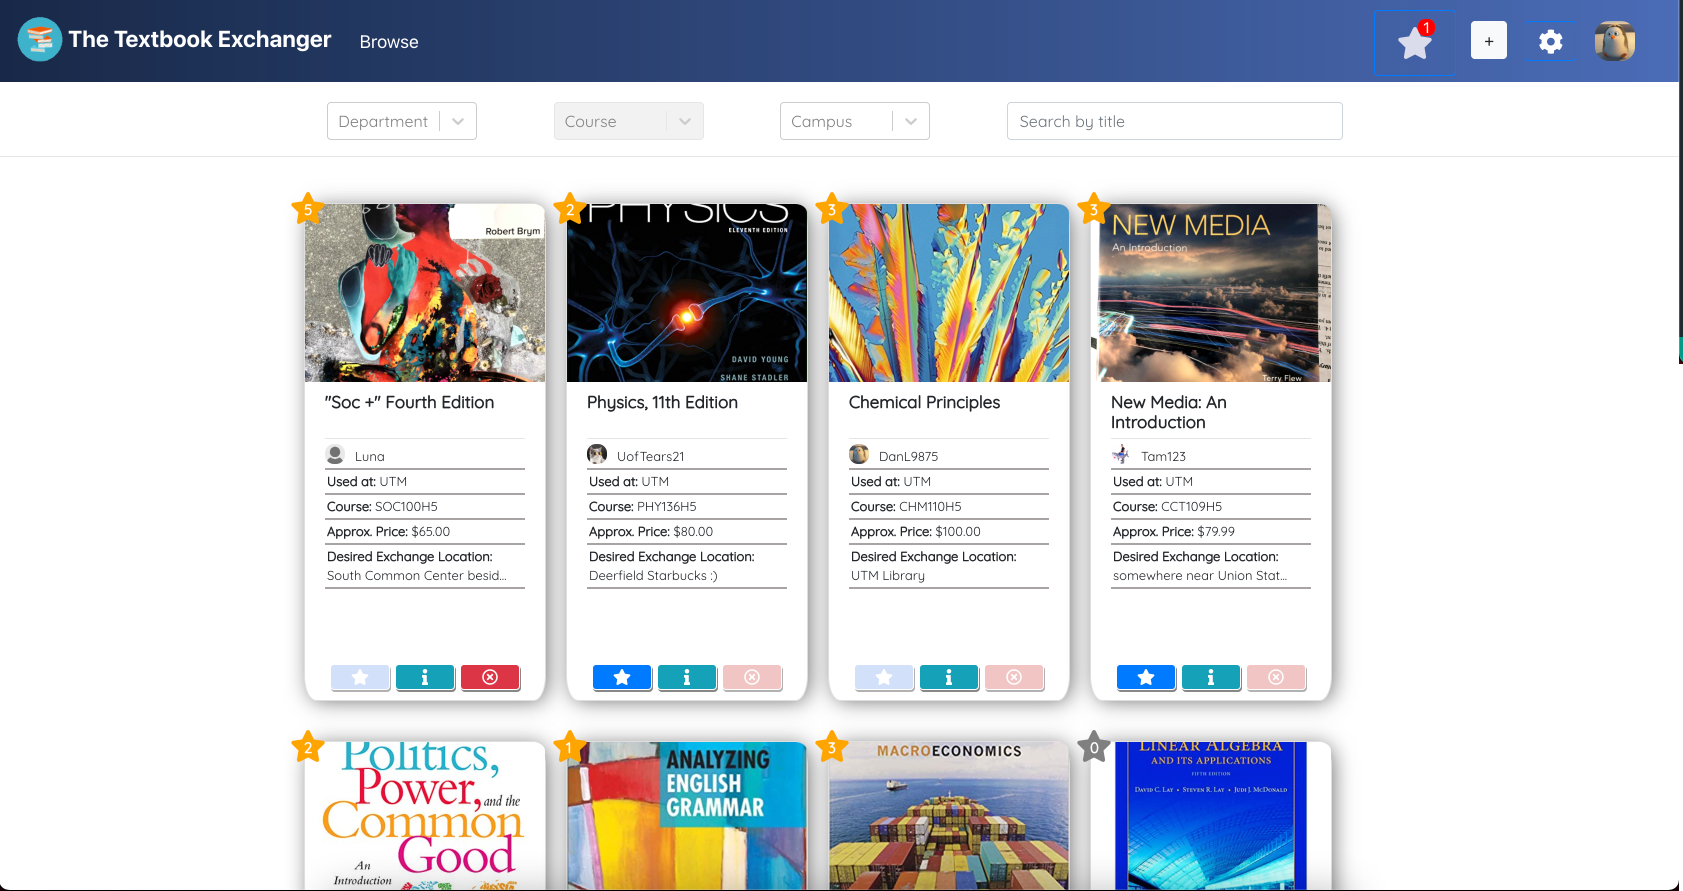 The Textbook Exchanger
Browse
1
+
Department
Course
Campus
Search by title
5
Robert Brym
"Soc +" Fourth Edition
Luna
Used at: UTM
Course: SOC100H5
Approx. Price: $65.00
Desired Exchange Location:
South Common Center besid...
2
PHYSICS
ELEVENTH EDITION
DAVID YOUNG
SHANE STADLER
Physics, 11th Edition
UofTears21
Used at: UTM
Course: PHY136H5
Approx. Price: $80.00
Desired Exchange Location:
Deerfield Starbucks :)
3
Chemical Principles
DanL9875
Used at: UTM
Course: CHM110H5
Approx. Price: $100.00
Desired Exchange Location:
UTM Library
3
NEW MEDIA
An Introduction
Terry Flew
New Media: An
Introduction
Tam123
Used at: UTM
Course: CCT109H5
Approx. Price: $79.99
Desired Exchange Location:
somewhere near Union Stat...
2
Politics,
Power, and the
Common
Good
An
Introduction
1
ANALYZING
ENGLISH
GRAMMAR
3
MACROECONOMICS
0
LINEAR ALGEBRA
AND ITS APPLICATIONS
FIFTH EDITION
DAVID C. LAY • STEVEN R. LAY • JUDI J. MCDONALD